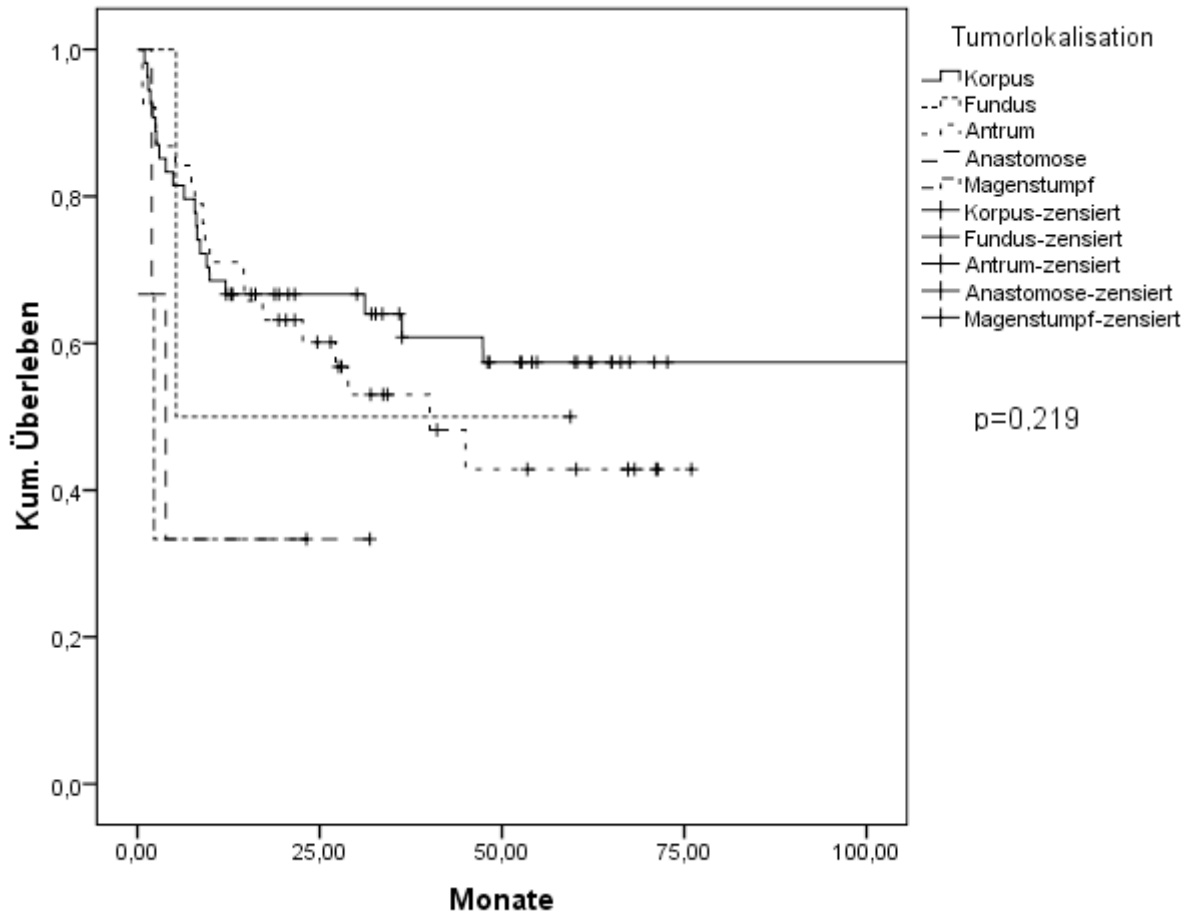 Tumorlokalisation
Korpus
Fundus
Antrum
Anastomose
Magenstumpf
Korpus-zensiert
Fundus-zensiert
Antrum-zensiert
Anastomose-zensiert
Magenstumpf-zensiert
p=0,219
Kum. Überleben
1,0
0,8
0,6
0,4
0,2
0,0
0,00 25,00 50,00 75,00 100,00
Monate